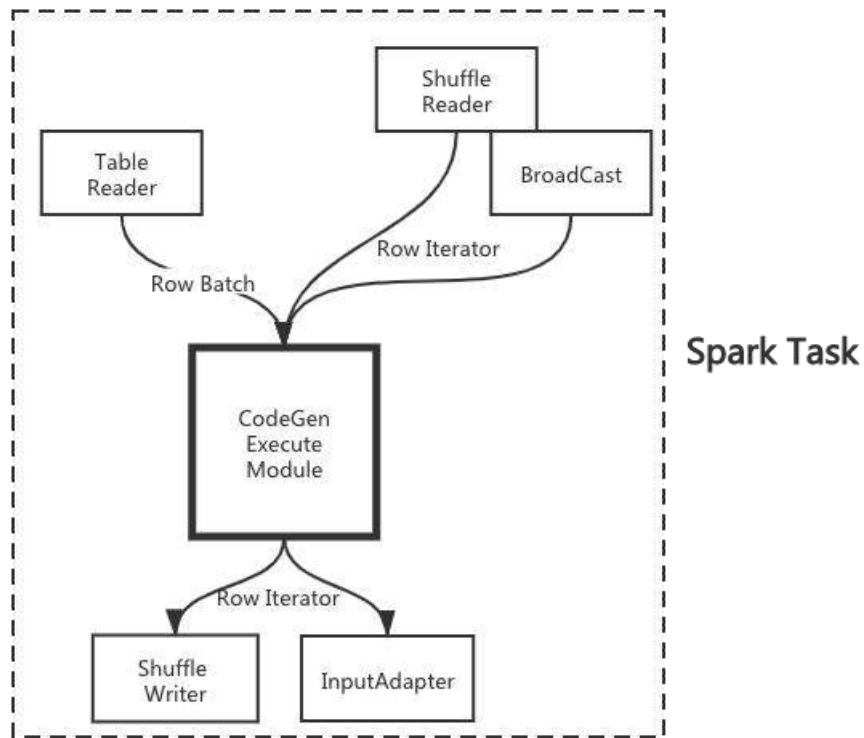 Shuffle
Reader
Table
Reader
BroadCast
Row Iterator
Row Batch
Spark Task
CodeGen
Execute
Module
Row Iterator
Shuffle
Writer
InputAdapter